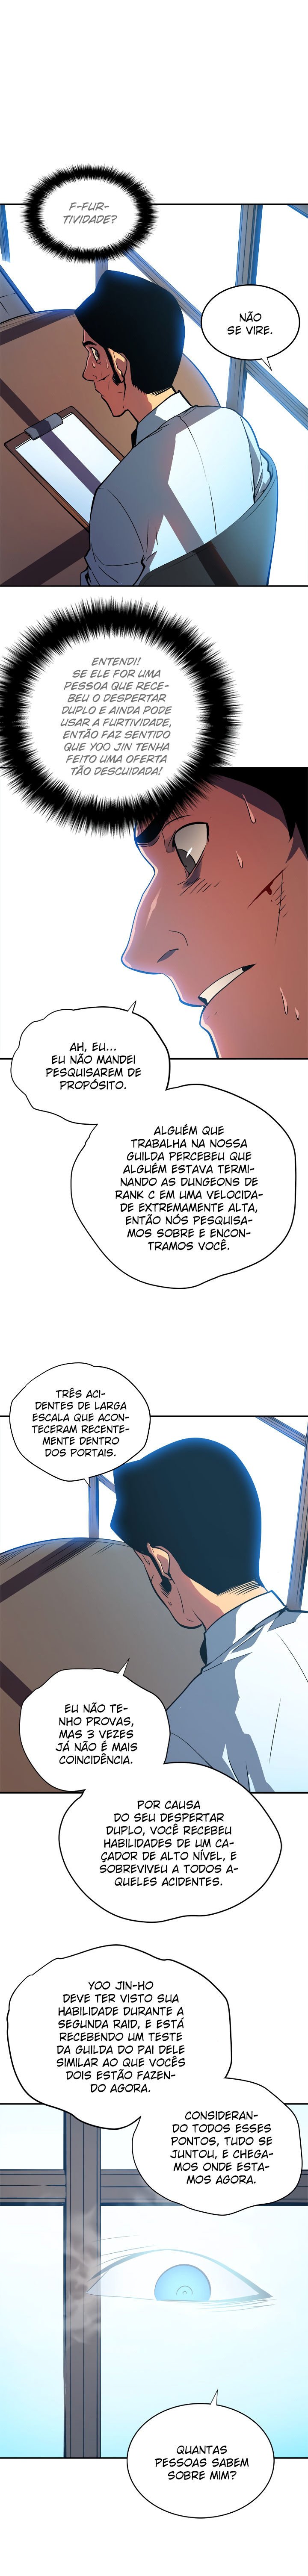 F-FUR-
TIVIDADE?
NÃO
SE VIRE.
ENTENDI!
SE ELE FOR UMA
PESSOA QUE RECE-
BEU O DESPERTAR
DUPLO E AINDA PODE
USAR A FURTIVIDADE,
ENTÃO FAZ SENTIDO
QUE YOO JIN TENHA
FEITO UMA OFERTA
TÃO DESCUIDADA!
AH, EU...
EU NÃO MANDEI
PESQUISAREM DE
PROPÓSITO.
ALGUÉM QUE
TRABALHA NA NOSSA
GUILDA PERCEBEU QUE
ALGUÉM ESTAVA TERMI-
NANDO AS DUNGEONS DE
RANK C EM UMA VELOCIDA-
DE EXTREMAMENTE ALTA,
ENTÃO NÓS PESQUISA-
MOS SOBRE E ENCON-
TRAMOS VOCÊ.
TRÊS ACI-
DENTES DE LARGA
ESCALA QUE ACON-
TECERAM RECENTE-
MENTE DENTRO
DOS PORTAIS.
EU NÃO TE-
NHO PROVAS,
MAS 3 VEZES
JÁ NÃO É MAIS
COINCIDÊNCIA.
POR CAUSA
DO SEU DESPERTAR
DUPLO, VOCÊ RECEBEU
HABILIDADES DE UM CA-
ÇADOR DE ALTO NÍVEL, E
SOBREVIVEU A TODOS A-
QUELES ACIDENTES.
YOO JIN-HO
DEVE TER VISTO SUA
HABILIDADE DURANTE A
SEGUNDA RAID, E ESTÁ
RECEBENDO UM TESTE
DA GUILDA DO PAI DELE
SIMILAR AO QUE VOCÊS
DOIS ESTÃO FAZEN-
DO AGORA.
CONSIDERAN-
DO TODOS ESSES
PONTOS, TUDO SE
JUNTOU, E CHEGA-
MOS ONDE ESTA-
MOS AGORA.
QUANTAS
PESSOAS SABEM
SOBRE MIM?